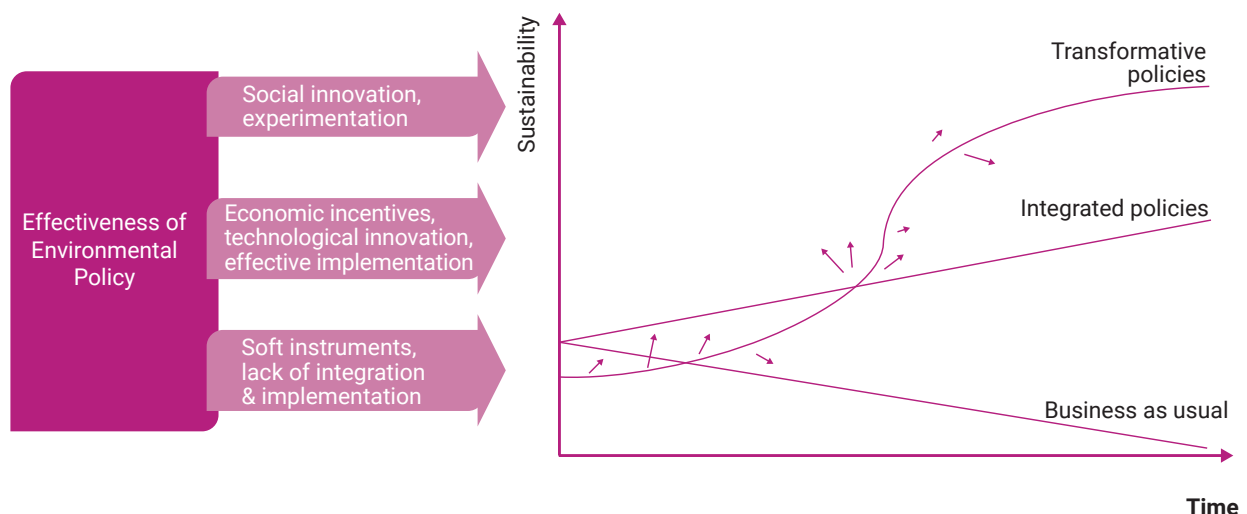 Effectiveness of
Environmental
Policy
Social innovation,
experimentation
Economic incentives,
technological innovation,
effective implementation
Soft instruments,
lack of integration
& implementation
Sustainability
Transformative
policies
Integrated policies
Business as usual
Time